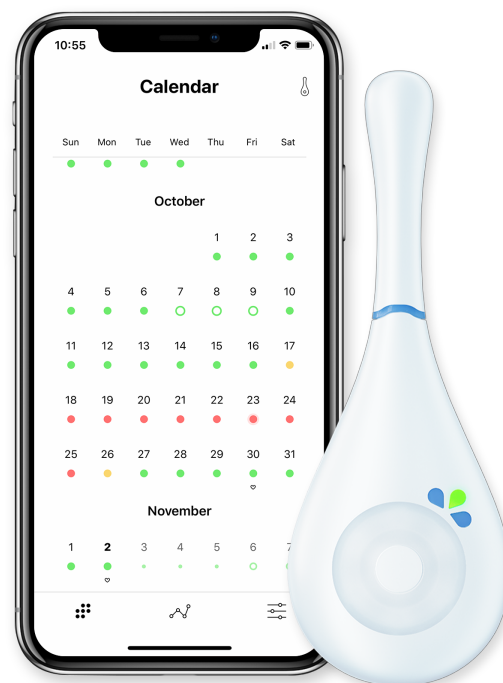 10:55
Calendar
Sun Mon Tue Wed Thu Fri Sat
October
1 2 3
4 5 6 7 8 9 10
11 12 13 14 15 16 17
18 19 20 21 22 23 24
25 26 27 28 29 30 31
November
1 2 3 4 5 6 7